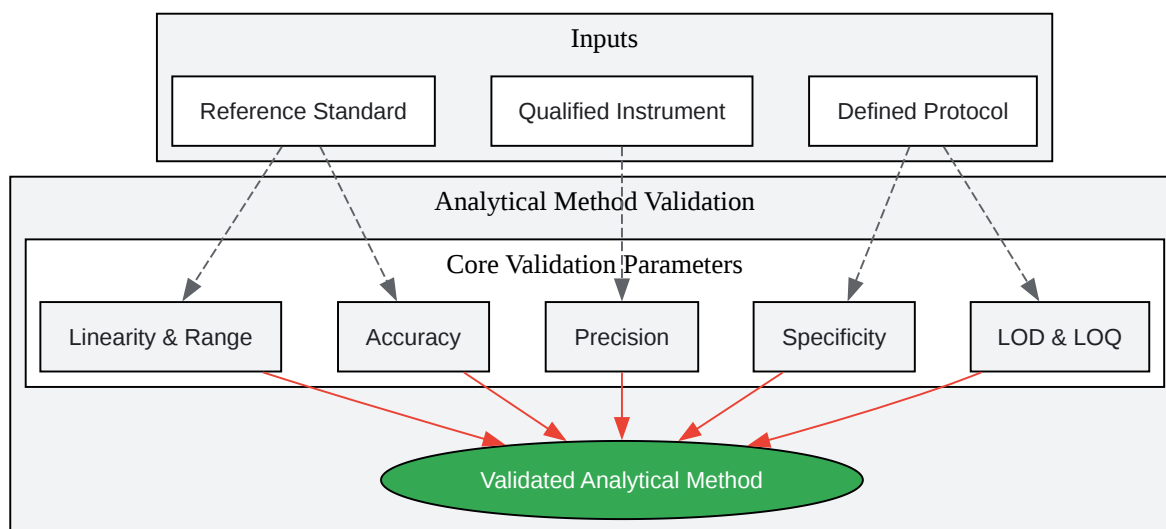 Inputs
Reference Standard
Qualified Instrument
Defined Protocol
Analytical Method Validation
Core Validation Parameters
Linearity & Range
Accuracy
Precision
Specificity
LOD & LOQ
Validated Analytical Method